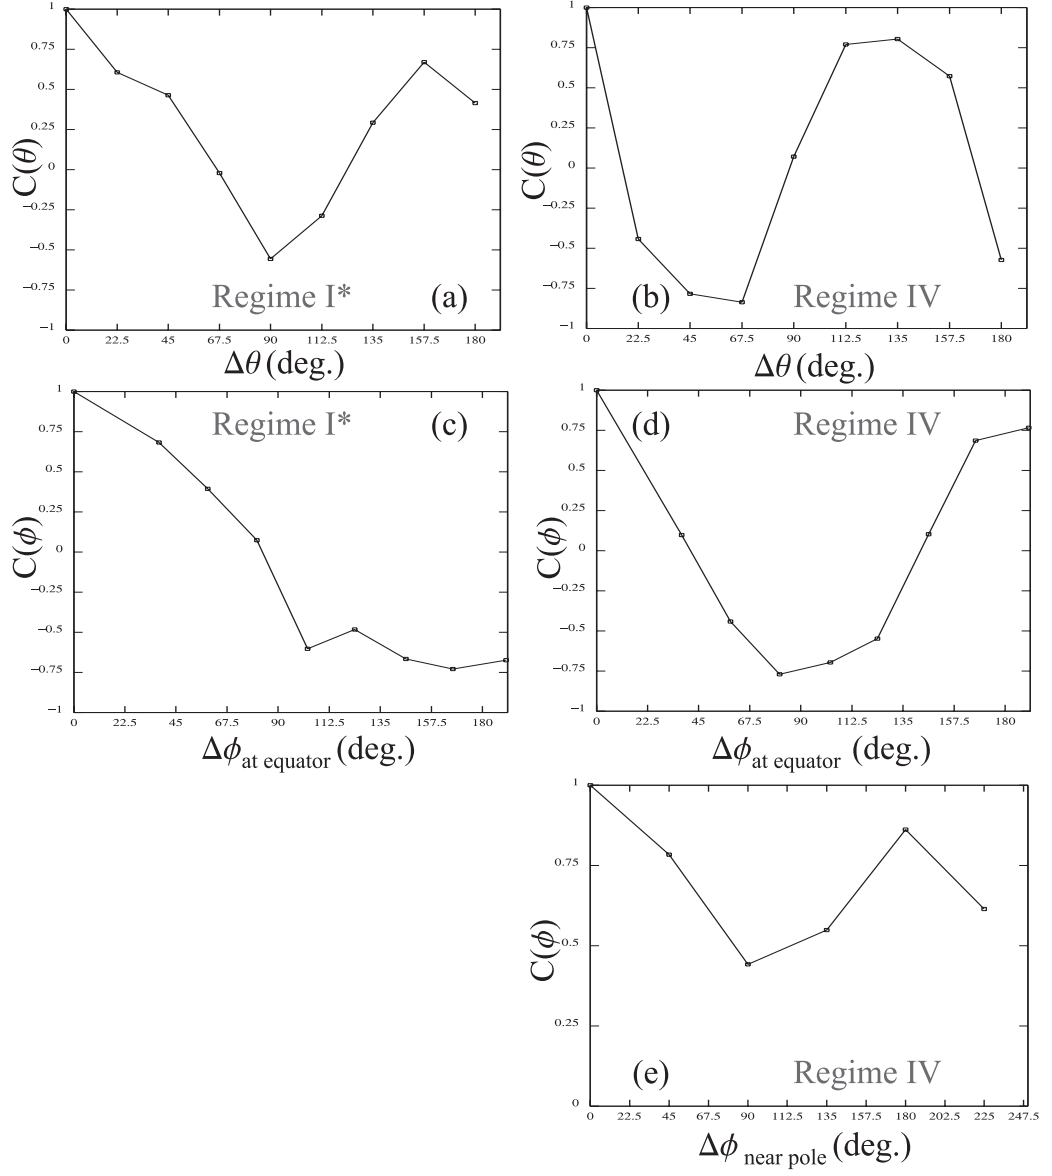 1
0.75
0.5
0.25
0
−0.25
−0.5
−0.75
−1
C(θ)
Regime I* (a)
0 22.5 45 67.5 90 112.5 135 157.5 180
Δθ (deg.)
1
0.75
0.5
0.25
0
−0.25
−0.5
−0.75
−1
C(θ)
(b) Regime IV
0 22.5 45 67.5 90 112.5 135 157.5 180
Δθ (deg.)
1
0.75
0.5
0.25
0
−0.25
−0.5
−0.75
−1
C(ϕ)
Regime I* (c)
0 22.5 45 67.5 90 112.5 135 157.5 180
Δϕ at equator (deg.)
1
0.75
0.5
0.25
0
−0.25
−0.5
−0.75
−1
C(ϕ)
(d) Regime IV
0 22.5 45 67.5 90 112.5 135 157.5 180
Δϕ at equator (deg.)
1
0.75
0.5
0.25
0
C(ϕ)
(e) Regime IV
0 22.5 45 67.5 90 112.5 135 157.5 180 202.5 225 247.5
Δϕ near pole (deg.)